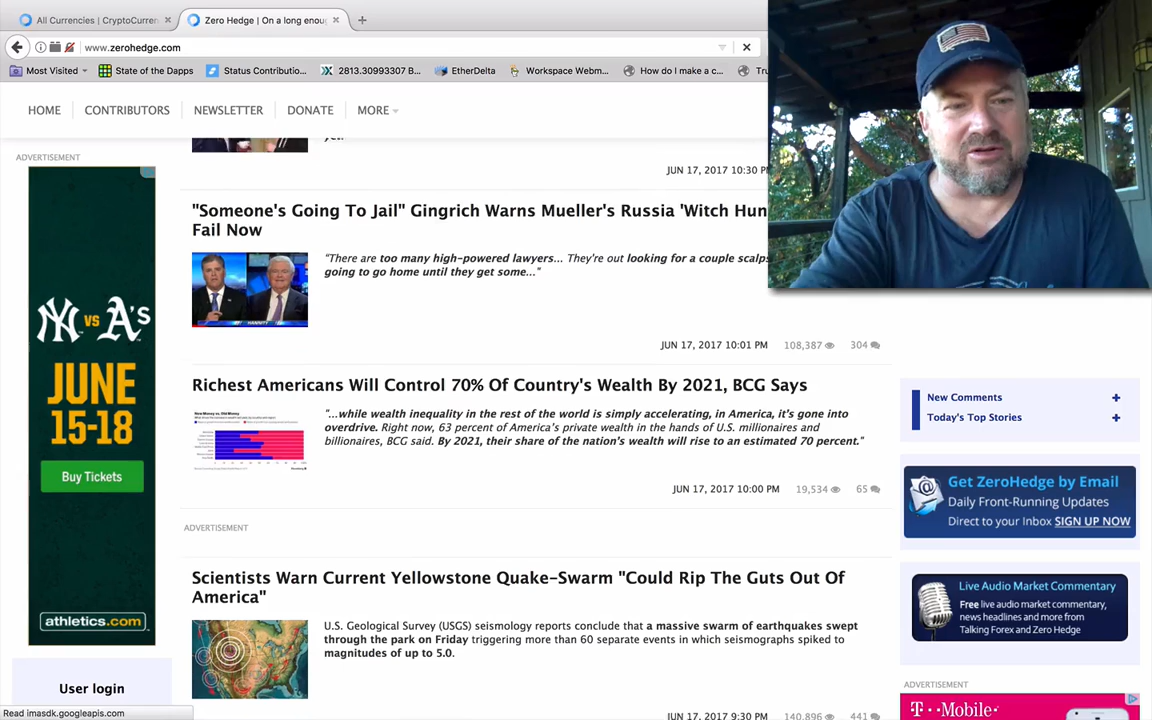 All Currencies | CryptoCurren
Zero Hedge | On a long enou
www.zerohedge.com
Most Visited
State of the Dapps
Status Contributio...
2813.30993307 B...
EtherDelta
Workspace Webm...
How do I make a c...
HOME
CONTRIBUTORS
NEWSLETTER
DONATE
MORE
ADVERTISEMENT
JUN 17, 2017 10:30 PM
"Someone's Going To Jail" Gingrich Warns Mueller's Russia 'Witch Hun
Fail Now
"There are too many high-powered lawyers... They're out looking for a couple scalps
going to go home until they get some..."
HANNITY
JUN 17, 2017 10:01 PM 108,387 304
Richest Americans Will Control 70% Of Country's Wealth By 2021, BCG Says
"...while wealth inequality in the rest of the world is simply accelerating, in America, it's gone into
overdrive. Right now, 63 percent of America's private wealth in the hands of U.S. millionaires and
billionaires, BCG said. By 2021, their share of the nation's wealth will rise to an estimated 70 percent."
JUN 17, 2017 10:00 PM 19,534 65
ADVERTISEMENT
Scientists Warn Current Yellowstone Quake-Swarm "Could Rip The Guts Out Of
America"
U.S. Geological Survey (USGS) seismology reports conclude that a massive swarm of earthquakes swept
through the park on Friday triggering more than 60 separate events in which seismographs spiked to
magnitudes of up to 5.0.
JUN 17, 2017 9:30 PM 140,896 441
NY VS A's
JUNE
15-18
Buy Tickets
athletics.com
User login
Read imasdk.googleapis.com
New Comments
Today's Top Stories
Get ZeroHedge by Email
Daily Front-Running Updates
Direct to your Inbox SIGN UP NOW
Live Audio Market Commentary
Free live audio market commentary,
news headlines and more from
Talking Forex and Zero Hedge
ADVERTISEMENT
T-Mobile